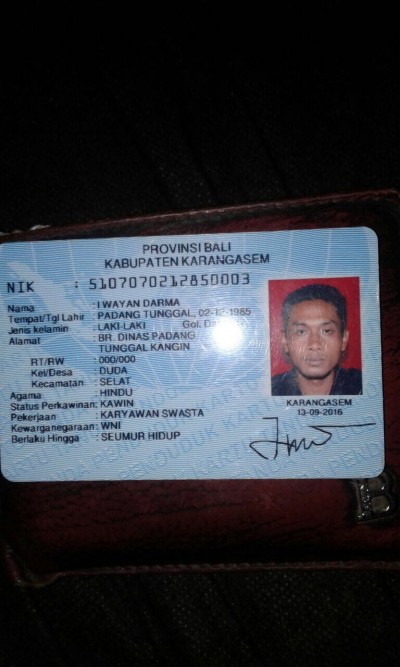 PROVINSI BALI
KABUPATEN KARANGASEM
NIK : 5107070212850003
Nama : I WAYAN DARMA
Tempat/Tgl Lahir : PADANG TUNGGAL, 02-12-1985
Jenis kelamin : LAKI-LAKI Gol. Da
Alamat : BR. DINAS PADANG
TUNGGAL KANGIN
RT/RW : 000/000
Kel/Desa : DUDA
Kecamatan : SELAT
Agama : HINDU
Status Perkawinan: KAWIN
Pekerjaan : KARYAWAN SWASTA
Kewarganegaraan: WNI
Berlaku Hingga : SEUMUR HIDUP
KARANGASEM
13-09-2016